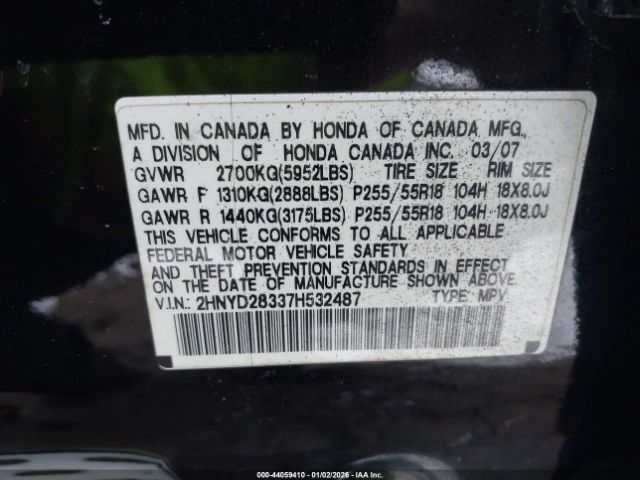 MFD. IN CANADA BY HONDA OF CANADA MFG.,
A DIVISION OF HONDA CANADA INC. 03/07
GVWR 2700KG(5952LBS) TIRE SIZE RIM SIZE
GAWR F 1310KG(2888LBS) P255/55R18 104H 18X8.0J
GAWR R 1440KG(3175LBS) P255/55R18 104H 18X8.0J
THIS VEHICLE CONFORMS TO ALL APPLICABLE
FEDERAL MOTOR VEHICLE SAFETY
AND THEFT PREVENTION STANDARDS IN EFFECT
ON THE DATE OF MANUFACTURE SHOWN ABOVE.
V.I.N.: 2HNYD28337H532487 TYPE: MPV
000-44059410 - 01/02/2026 - IAA Inc.